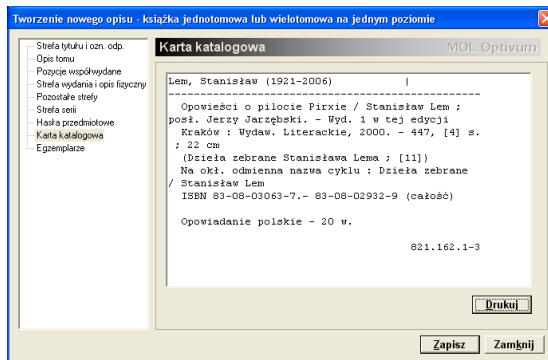 Tworzenie nowego opisu - książka jednotomowa lub wielotomowa na jednym poziomie
Strefa tytułu i ozn. odp.
Opis tomu
Pozycje współwydane
Strefa wydania i opis fizyczny
Pozostałe strefy
Strefa serii
Hasła przedmiotowe
Karta katalogowa
Egzemplarze
Karta katalogowa
MOL Optivum
Lem, Stanisław (1921-2006) |
------------------------------------------------
Opowieści o pilocie Pirxie / Stanisław Lem ;
posł. Jerzy Jarzębski. - Wyd. 1 w tej edycji
Kraków : Wydaw. Literackie, 2000. - 447, [4] s.
; 22 cm
(Dzieła zebrane Stanisława Lema ; [11])
Na okł. odmienna nazwa cyklu : Dzieła zebrane
/ Stanisław Lem
ISBN 83-08-03063-7.- 83-08-02932-9 (całość)
Opowiadanie polskie - 20 w.
821.162.1-3
Drukuj
Zapisz
Zamknij